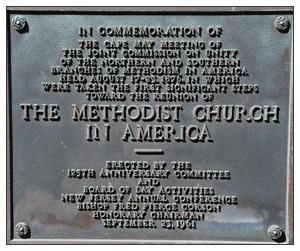 IN COMMEMORATION OF
THE CAPE MAY MEETING OF
THE JOINT COMMISSION ON UNITY
OF THE NORTHERN AND SOUTHERN
BRANCHES OF METHODISM IN AMERICA
HELD AUGUST 17-23, 1876, IN WHICH
WERE TAKEN THE FIRST SIGNIFICANT STEPS
TOWARD THE REUNION OF
THE METHODIST CHURCH
IN AMERICA
ERECTED BY THE
125TH ANNIVERSARY COMMITTEE
AND
BOARD OF DAY ACTIVITIES
NEW JERSEY ANNUAL CONFERENCE
BISHOP FRED PIERCE CORSON
HONORARY CHAIRMAN
SEPTEMBER 23, 1961